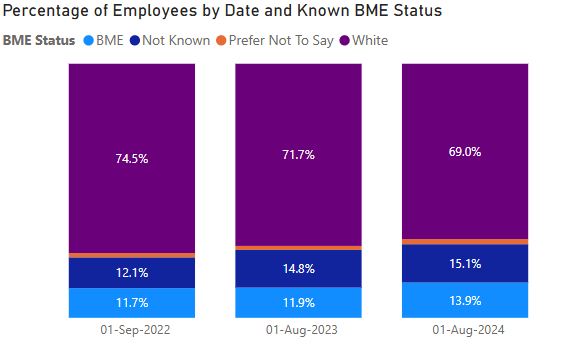 Percentage of Employees by Date and Known BME Status
BME Status BME Not Known Prefer Not To Say White
74.5% 71.7% 69.0%
12.1% 14.8% 15.1%
11.7% 11.9% 13.9%
01-Sep-2022 01-Aug-2023 01-Aug-2024